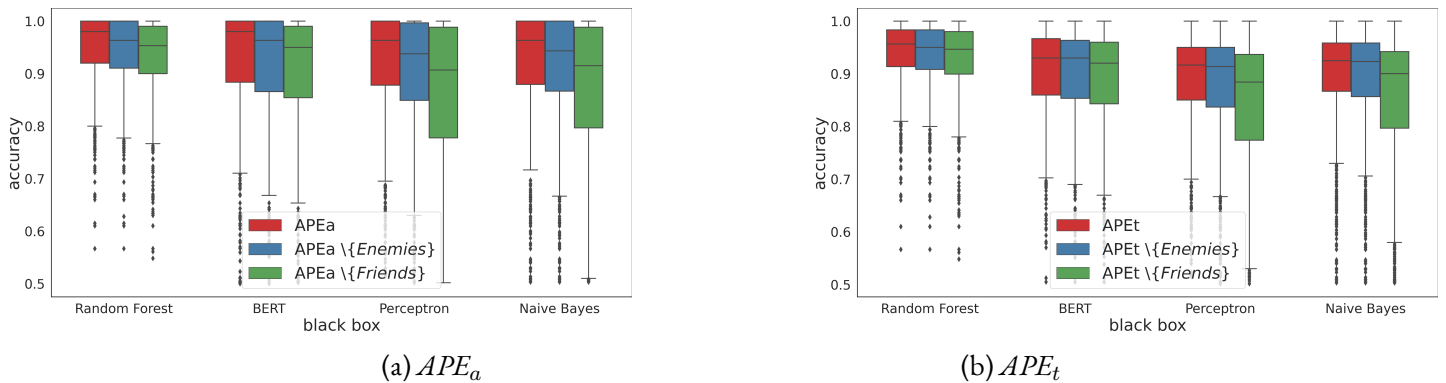 accuracy
1.0
0.9
0.8
0.7
0.6
0.5
APEa
APEa \{Enemies}
APEa \{Friends}
Random Forest BERT Perceptron Naive Bayes
black box
(a) APEa
accuracy
1.0
0.9
0.8
0.7
0.6
0.5
APEt
APEt \{Enemies}
APEt \{Friends}
Random Forest BERT Perceptron Naive Bayes
black box
(b) APEt